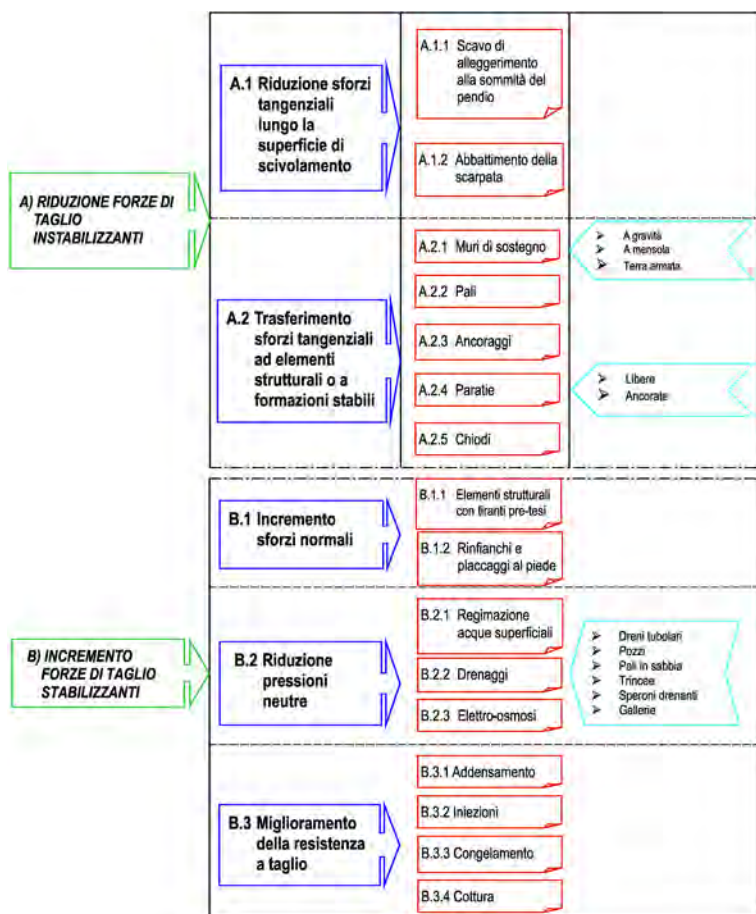 A) RIDUZIONE FORZE DI
TAGLIO
INSTABILIZZANTI
A.1 Riduzione sforzi
tangenziali
lungo la
superficie di
scivolamento
A.1.1 Scavo di
alleggerimento
alla sommità del
pendio
A.1.2 Abbattimento della
scarpata
A.2 Trasferimento
sforzi tangenziali
ad elementi
strutturali o a
formazioni stabili
A.2.1 Muri di sostegno
➢ A gravità
➢ A mensola
➢ Terra armata
A.2.2 Pali
A.2.3 Ancoraggi
A.2.4 Paratie
➢ Libere
➢ Ancorate
A.2.5 Chiodi
B) INCREMENTO
FORZE DI TAGLIO
STABILIZZANTI
B.1 Incremento
sforzi normali
B.1.1 Elementi strutturali
con tiranti pre-tesi
B.1.2 Rinfianchi e
placcaggi al piede
B.2 Riduzione
pressioni
neutre
B.2.1 Regimazione
acque superficiali
B.2.2 Drenaggi
➢ Dreni tubolari
➢ Pozzi
➢ Pali in sabbia
➢ Trincee
➢ Speroni drenanti
➢ Gallerie
B.2.3 Elettro-osmosi
B.3 Miglioramento
della resistenza
a taglio
B.3.1 Addensamento
B.3.2 Iniezioni
B.3.3 Congelamento
B.3.4 Cottura